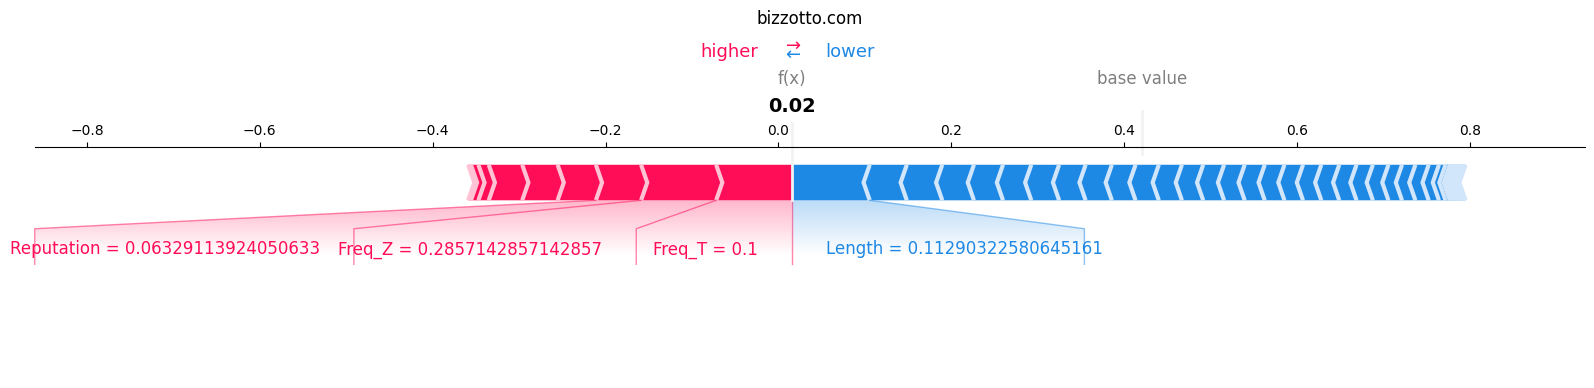 bizzotto.com
higher ⇄ lower
f(x) base value
0.02
−0.8 −0.6 −0.4 −0.2 0.0 0.2 0.4 0.6 0.8
Reputation = 0.06329113924050633 Freq_Z = 0.2857142857142857 Freq_T = 0.1 Length = 0.11290322580645161